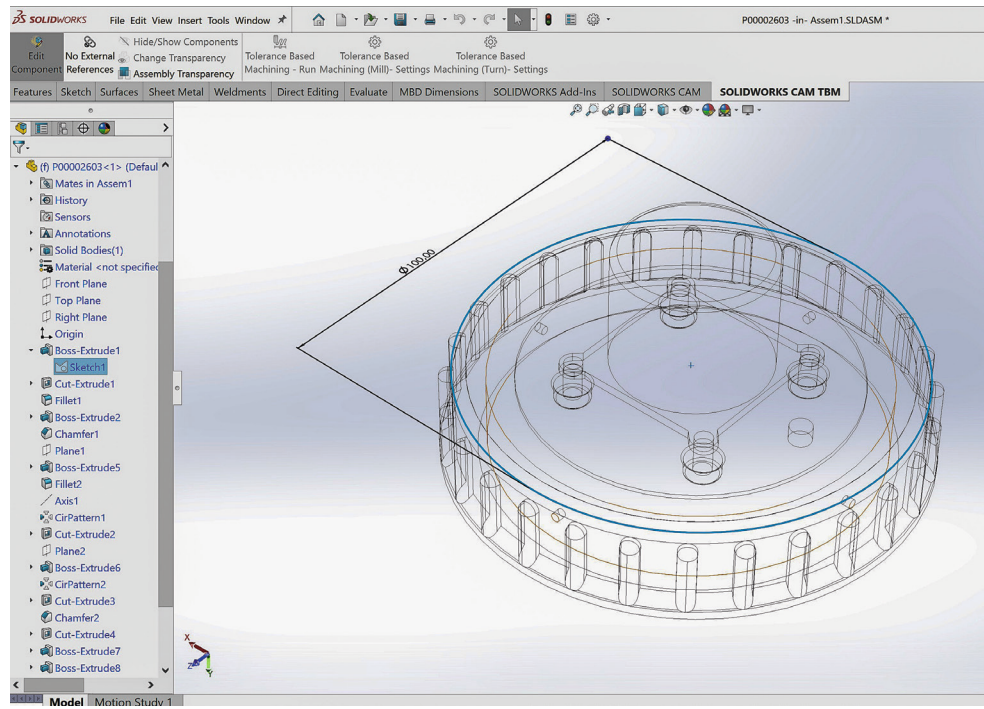 3S SOLIDWORKS File Edit View Insert Tools Window P00002603 -in- Assem1.SLDASM *
Edit Component
No External References
Hide/Show Components
Change Transparency
Assembly Transparency
Tolerance Based Machining - Run
Tolerance Based Machining (Mill)- Settings
Tolerance Based Machining (Turn)- Settings
Features Sketch Surfaces Sheet Metal Weldments Direct Editing Evaluate MBD Dimensions SOLIDWORKS Add-Ins SOLIDWORKS CAM SOLIDWORKS CAM TBM
(f) P00002603<1> (Defaul
Mates in Assem1
History
Sensors
Annotations
Solid Bodies(1)
Material <not specified
Front Plane
Top Plane
Right Plane
Origin
Boss-Extrude1
Sketch1
Cut-Extrude1
Fillet1
Boss-Extrude2
Chamfer1
Plane1
Boss-Extrude5
Fillet2
Axis1
CirPattern1
Cut-Extrude2
Plane2
Boss-Extrude6
CirPattern2
Cut-Extrude3
Chamfer2
Cut-Extrude4
Boss-Extrude7
Boss-Extrude8
Φ100.00
X
Z
Y
Model Motion Study 1